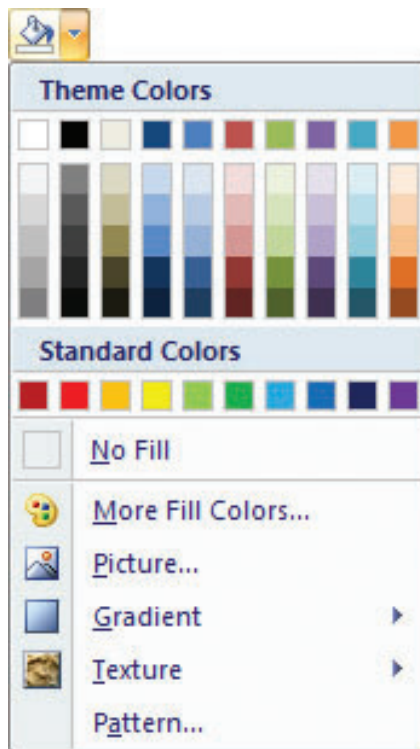 Theme Colors
Standard Colors
No Fill
More Fill Colors...
Picture...
Gradient
Texture
Pattern...